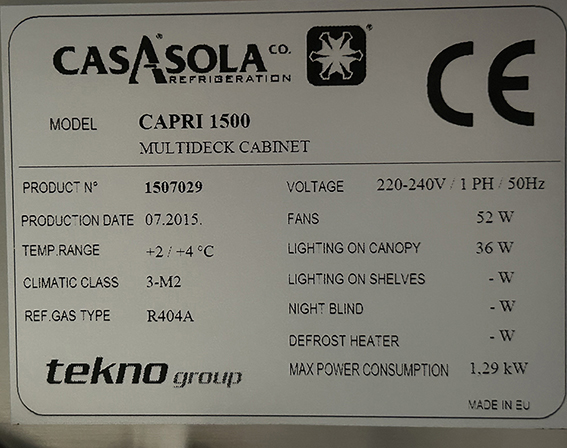 CASASOLA CO.
REFRIGERATION
CE
MODEL CAPRI 1500
MULTIDECK CABINET
PRODUCT Nº 1507029
PRODUCTION DATE 07.2015.
TEMP.RANGE +2 / +4 °C
CLIMATIC CLASS 3-M2
REF.GAS TYPE R404A
tekno group
VOLTAGE 220-240V / 1 PH / 50Hz
FANS 52 W
LIGHTING ON CANOPY 36 W
LIGHTING ON SHELVES - W
NIGHT BLIND - W
DEFROST HEATER - W
MAX POWER CONSUMPTION 1,29 kW
MADE IN EU